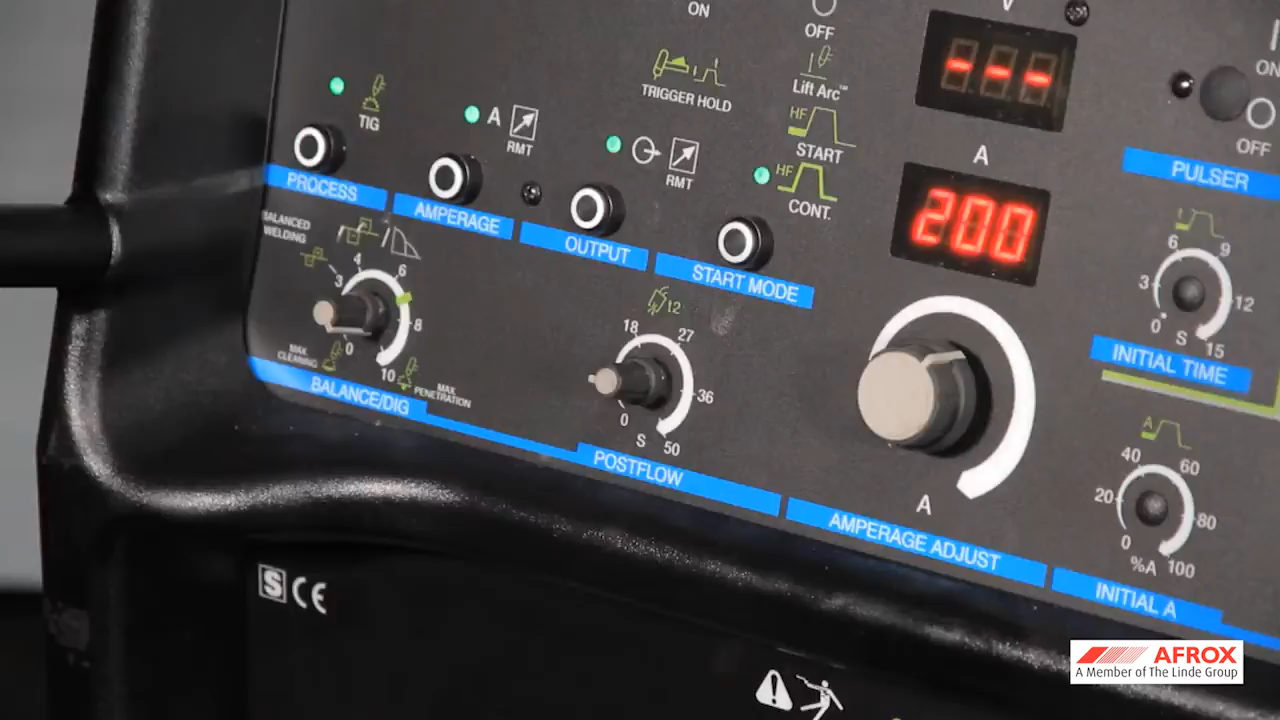 ON
OFF
V
ON
OFF
TRIGGER HOLD
Lift Arc™
HF
START
HF
CONT.
TIG
A
RMT
RMT
A
200
PULSER
PROCESS
AMPERAGE
OUTPUT
START MODE
BALANCED
WELDING
3
4
6
8
10
0
MAX
CLEANING
MAX
PENETRATION
BALANCE/DIG
12
18
27
36
50
0
S
POSTFLOW
A
AMPERAGE ADJUST
6
9
3
12
0
S
15
INITIAL TIME
A
40
60
20
80
0
%A
100
INITIAL A
S CE
AFROX
A Member of The Linde Group